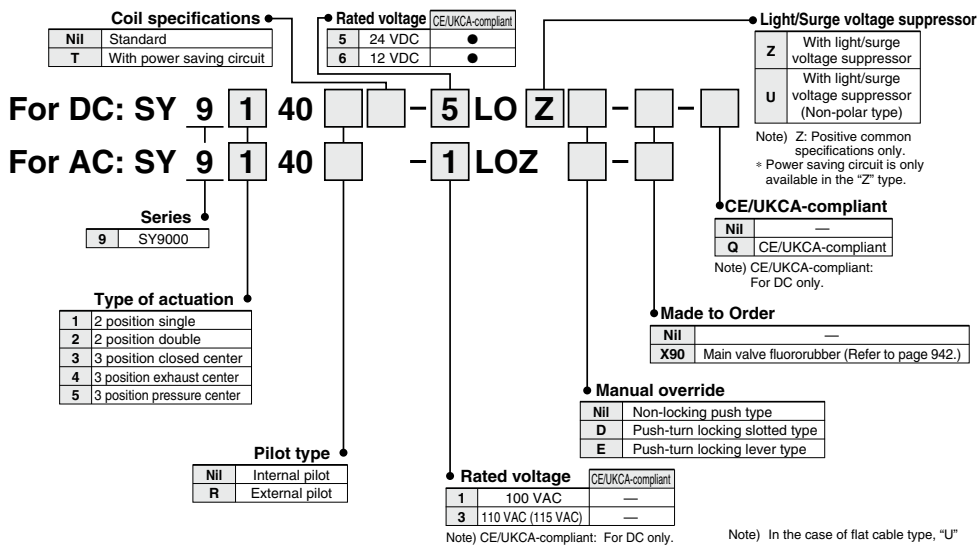 Coil specifications
Nil Standard
T With power saving circuit
Rated voltage CE/UKCA-compliant
5 24 VDC ●
6 12 VDC ●
Light/Surge voltage suppressor
Z With light/surge
voltage suppressor
U With light/surge
voltage suppressor
(Non-polar type)
Note) Z: Positive common
specifications only.
* Power saving circuit is only
available in the “Z” type.
For DC: SY 9 1 40 – 5 LO Z – –
For AC: SY 9 1 40 – 1 LOZ –
Series
9 SY9000
CE/UKCA-compliant
Nil —
Q CE/UKCA-compliant
Note) CE/UKCA-compliant:
For DC only.
Type of actuation
1 2 position single
2 2 position double
3 3 position closed center
4 3 position exhaust center
5 3 position pressure center
Made to Order
Nil —
X90 Main valve fluororubber (Refer to page 942.)
Manual override
Nil Non-locking push type
D Push-turn locking slotted type
E Push-turn locking lever type
Pilot type
Nil Internal pilot
R External pilot
Rated voltage CE/UKCA-compliant
1 100 VAC —
3 110 VAC (115 VAC) —
Note) CE/UKCA-compliant: For DC only.
Note) In the case of flat cable type, “U”